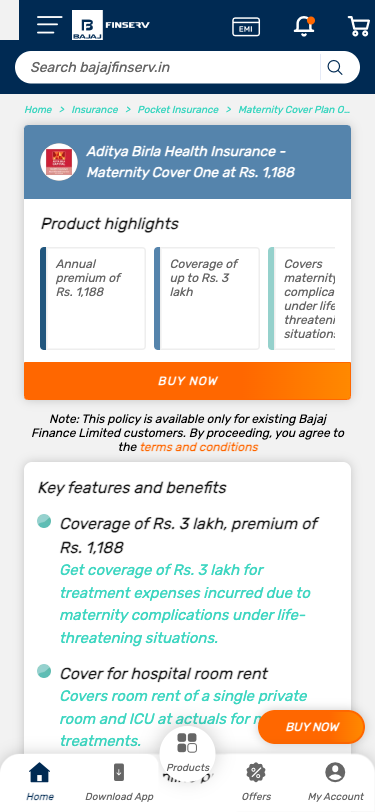 BAJAJ
FINSERV
EMI
Search bajajfinserv.in
Home > Insurance > Pocket Insurance > Maternity Cover Plan O...
Aditya Birla Health Insurance -
Maternity Cover One at Rs. 1,188
Product highlights
Annual
premium of
Rs. 1,188
Coverage of
up to Rs. 3
lakh
Covers
maternity
complica
under life
threateni
situations
BUY NOW
Note: This policy is available only for existing Bajaj
Finance Limited customers. By proceeding, you agree to
the terms and conditions
Key features and benefits
Coverage of Rs. 3 lakh, premium of
Rs. 1,188
Get coverage of Rs. 3 lakh for
treatment expenses incurred due to
maternity complications under life-
threatening situations.
Cover for hospital room rent
Covers room rent of a single private
room and ICU at actuals for
treatments.
BUY NOW
Products
Home
Download App
Offers
My Account